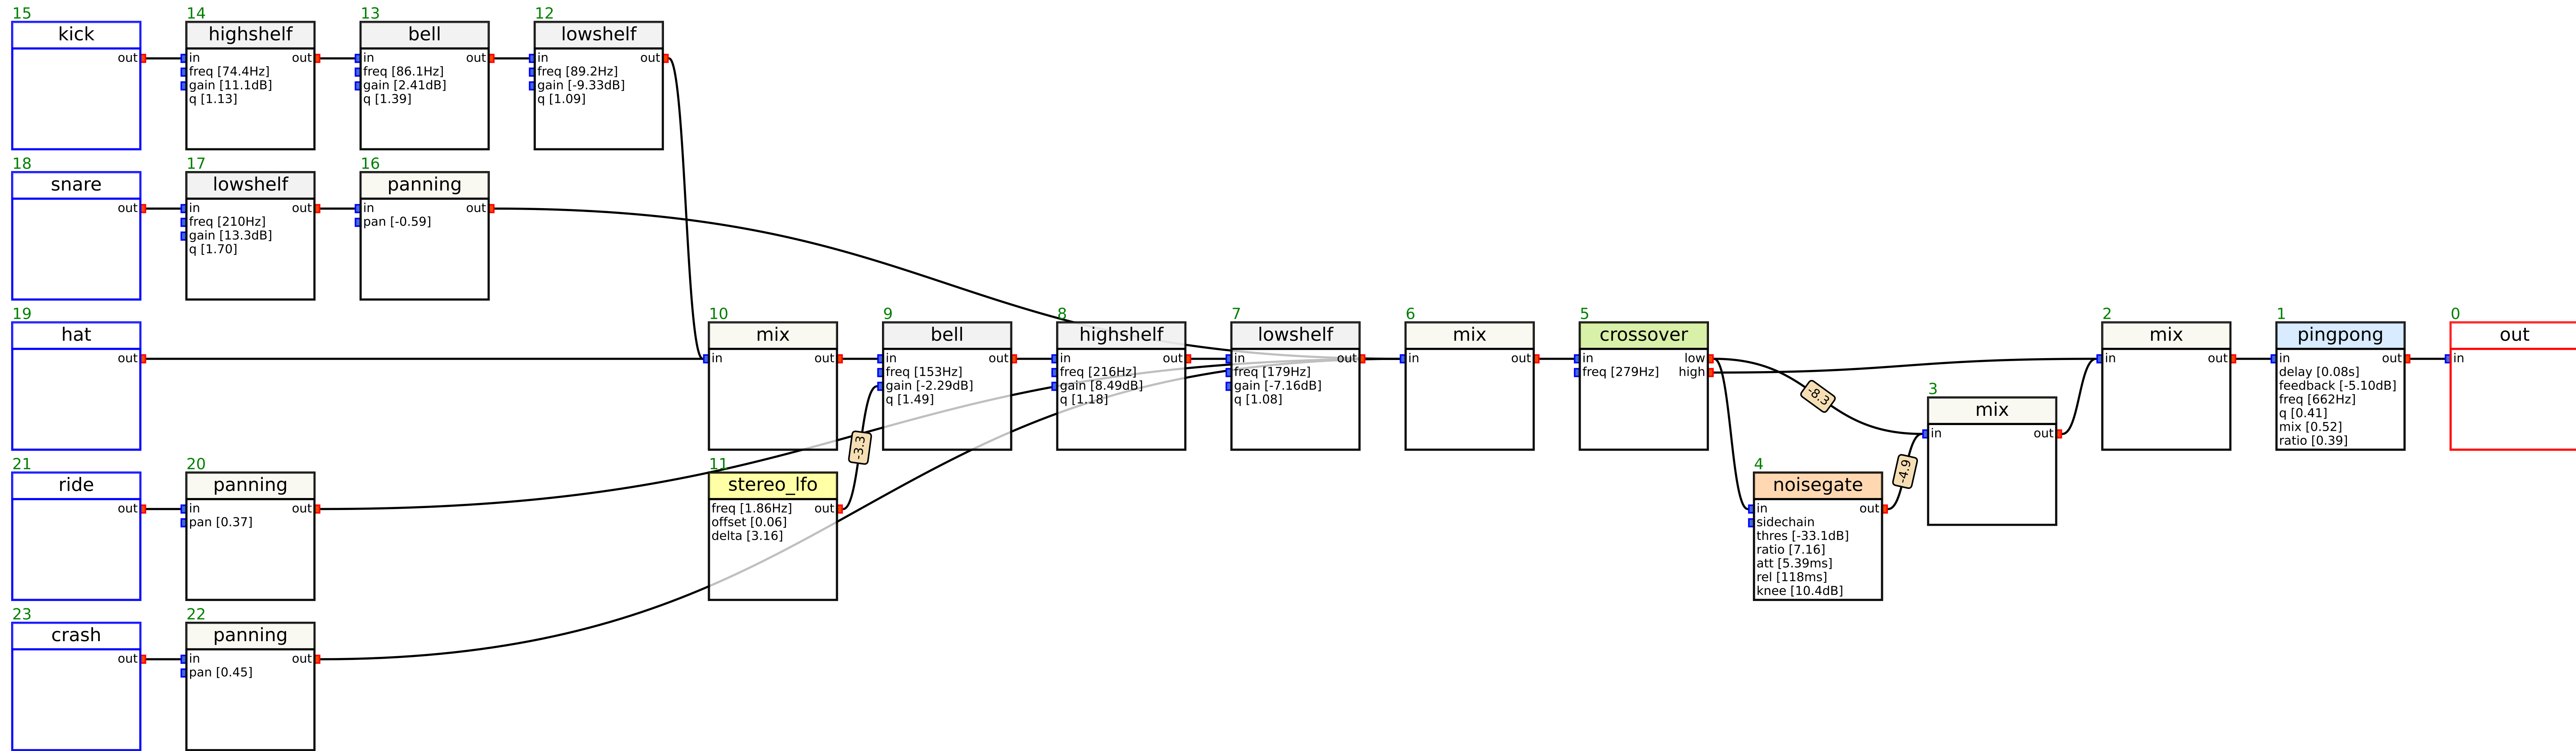 15
kick
out
14
highshelf
in out
freq [74.4Hz]
gain [11.1dB]
q [1.13]
13
bell
in out
freq [86.1Hz]
gain [2.41dB]
q [1.39]
12
lowshelf
in out
freq [89.2Hz]
gain [-9.33dB]
q [1.09]
18
snare
out
17
lowshelf
in out
freq [210Hz]
gain [13.3dB]
q [1.70]
16
panning
in out
pan [-0.59]
19
hat
out
10
mix
in out
9
bell
in out
freq [153Hz]
gain [-2.29dB]
q [1.49]
8
highshelf
in out
freq [216Hz]
gain [8.49dB]
q [1.18]
7
lowshelf
in out
freq [179Hz]
gain [-7.16dB]
q [1.08]
6
mix
in out
5
crossover
in low
freq [279Hz] high
-8.3
3
mix
in out
2
mix
in out
1
pingpong
in out
delay [0.08s]
feedback [-5.10dB]
freq [662Hz]
q [0.41]
mix [0.52]
ratio [0.39]
0
out
in
21
ride
out
20
panning
in out
pan [0.37]
11
stereo_lfo
freq [1.86Hz] out
offset [0.06]
delta [3.16]
-3.3
4
noisegate
in out
sidechain
thres [-33.1dB]
ratio [7.16]
att [5.39ms]
rel [118ms]
knee [10.4dB]
-4.9
23
crash
out
22
panning
in out
pan [0.45]